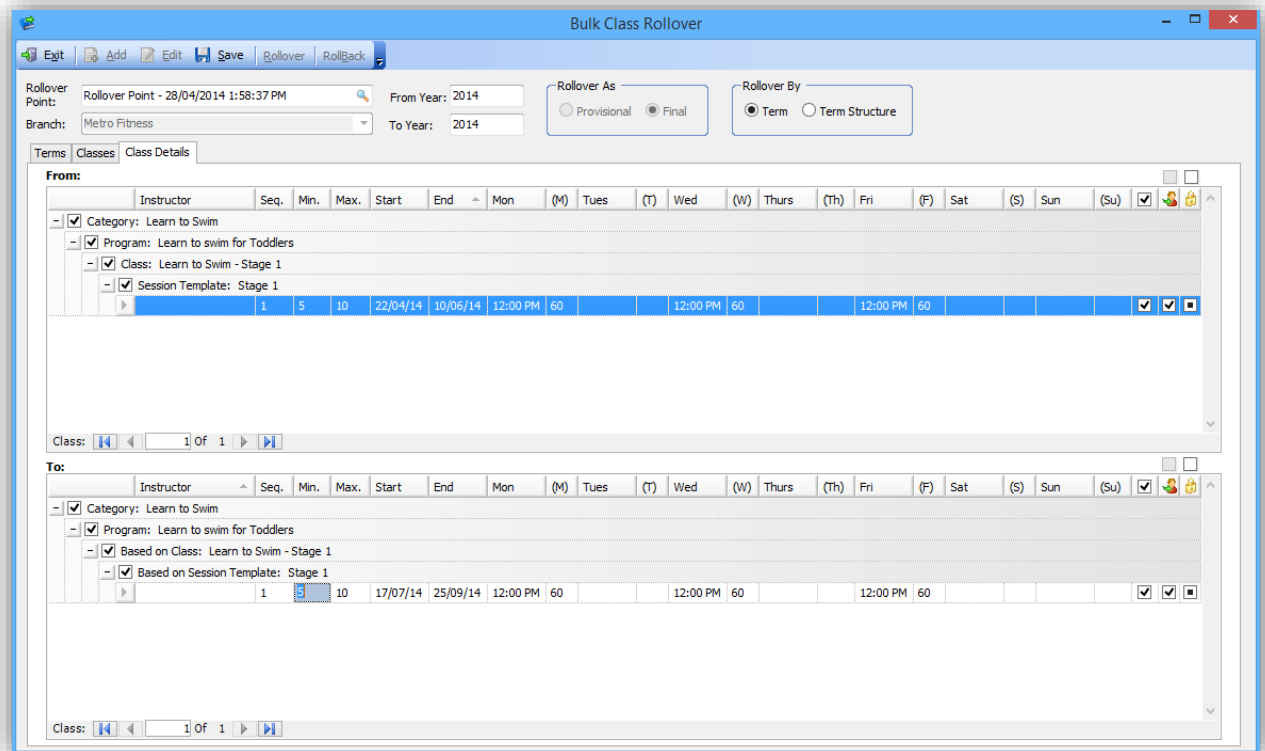 Bulk Class Rollover
Exit Add Edit Save Rollover RollBack
Rollover Point: Rollover Point - 28/04/2014 1:58:37 PM From Year: 2014 Rollover As Provisional Final Rollover By Term Term Structure
Branch: Metro Fitness To Year: 2014
Terms Classes Class Details
From:
Instructor Seq. Min. Max. Start End Mon (M) Tues (T) Wed (W) Thurs (Th) Fri (F) Sat (S) Sun (Su)
Category: Learn to Swim
Program: Learn to swim for Toddlers
Class: Learn to Swim - Stage 1
Session Template: Stage 1
1 5 10 22/04/14 10/06/14 12:00 PM 60 12:00 PM 60 12:00 PM 60
Class: 1 Of 1
To:
Instructor Seq. Min. Max. Start End Mon (M) Tues (T) Wed (W) Thurs (Th) Fri (F) Sat (S) Sun (Su)
Category: Learn to Swim
Program: Learn to swim for Toddlers
Based on Class: Learn to Swim - Stage 1
Based on Session Template: Stage 1
1 5 10 17/07/14 25/09/14 12:00 PM 60 12:00 PM 60 12:00 PM 60
Class: 1 Of 1